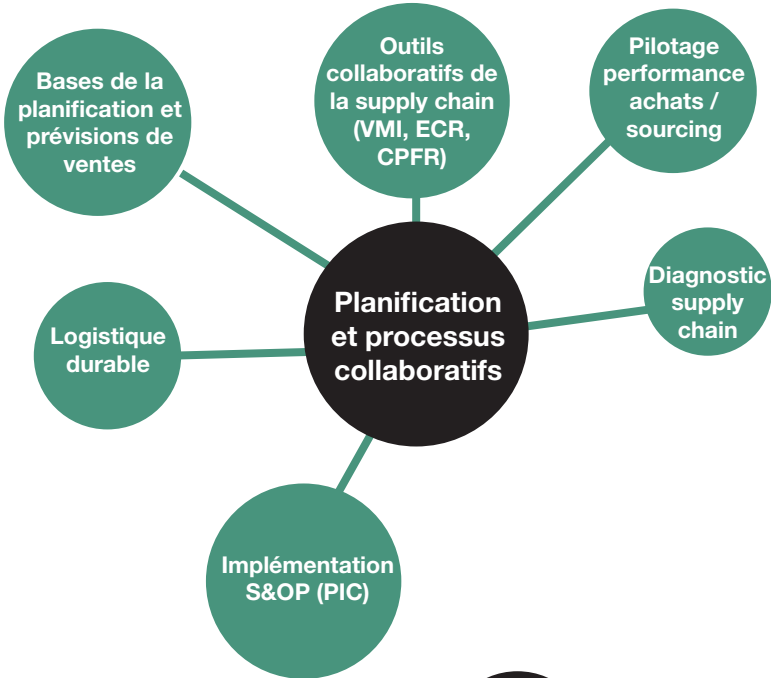 Bases de la
planification et
prévisions de
ventes
Outils
collaboratifs de
la supply chain
(VMI, ECR,
CPFR)
Pilotage
performance
achats /
sourcing
Planification
et processus
collaboratifs
Diagnostic
supply
chain
Logistique
durable
Implémentation
S&OP (PIC)